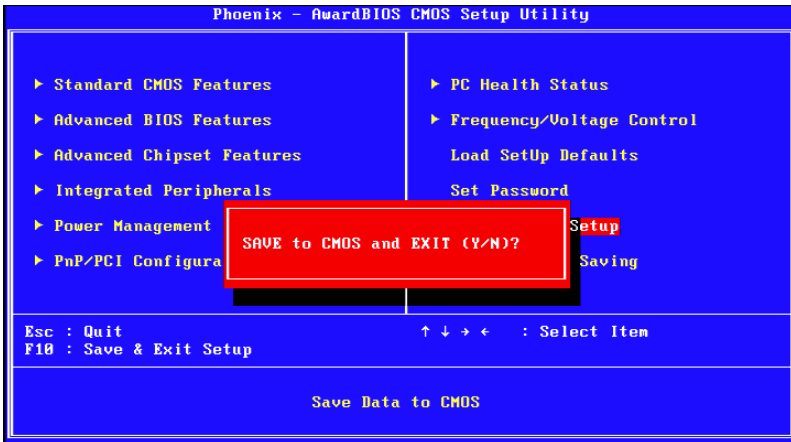 Phoenix - AwardBIOS CMOS Setup Utility
► Standard CMOS Features
► Advanced BIOS Features
► Advanced Chipset Features
► Integrated Peripherals
► Power Management
► PnP/PCI Configura
► PC Health Status
► Frequency/Voltage Control
Load SetUp Defaults
Set Password
Setup
Saving
SAVE to CMOS and EXIT (Y/N)?
Esc : Quit
F10 : Save & Exit Setup
↑ ↓ → ← : Select Item
Save Data to CMOS